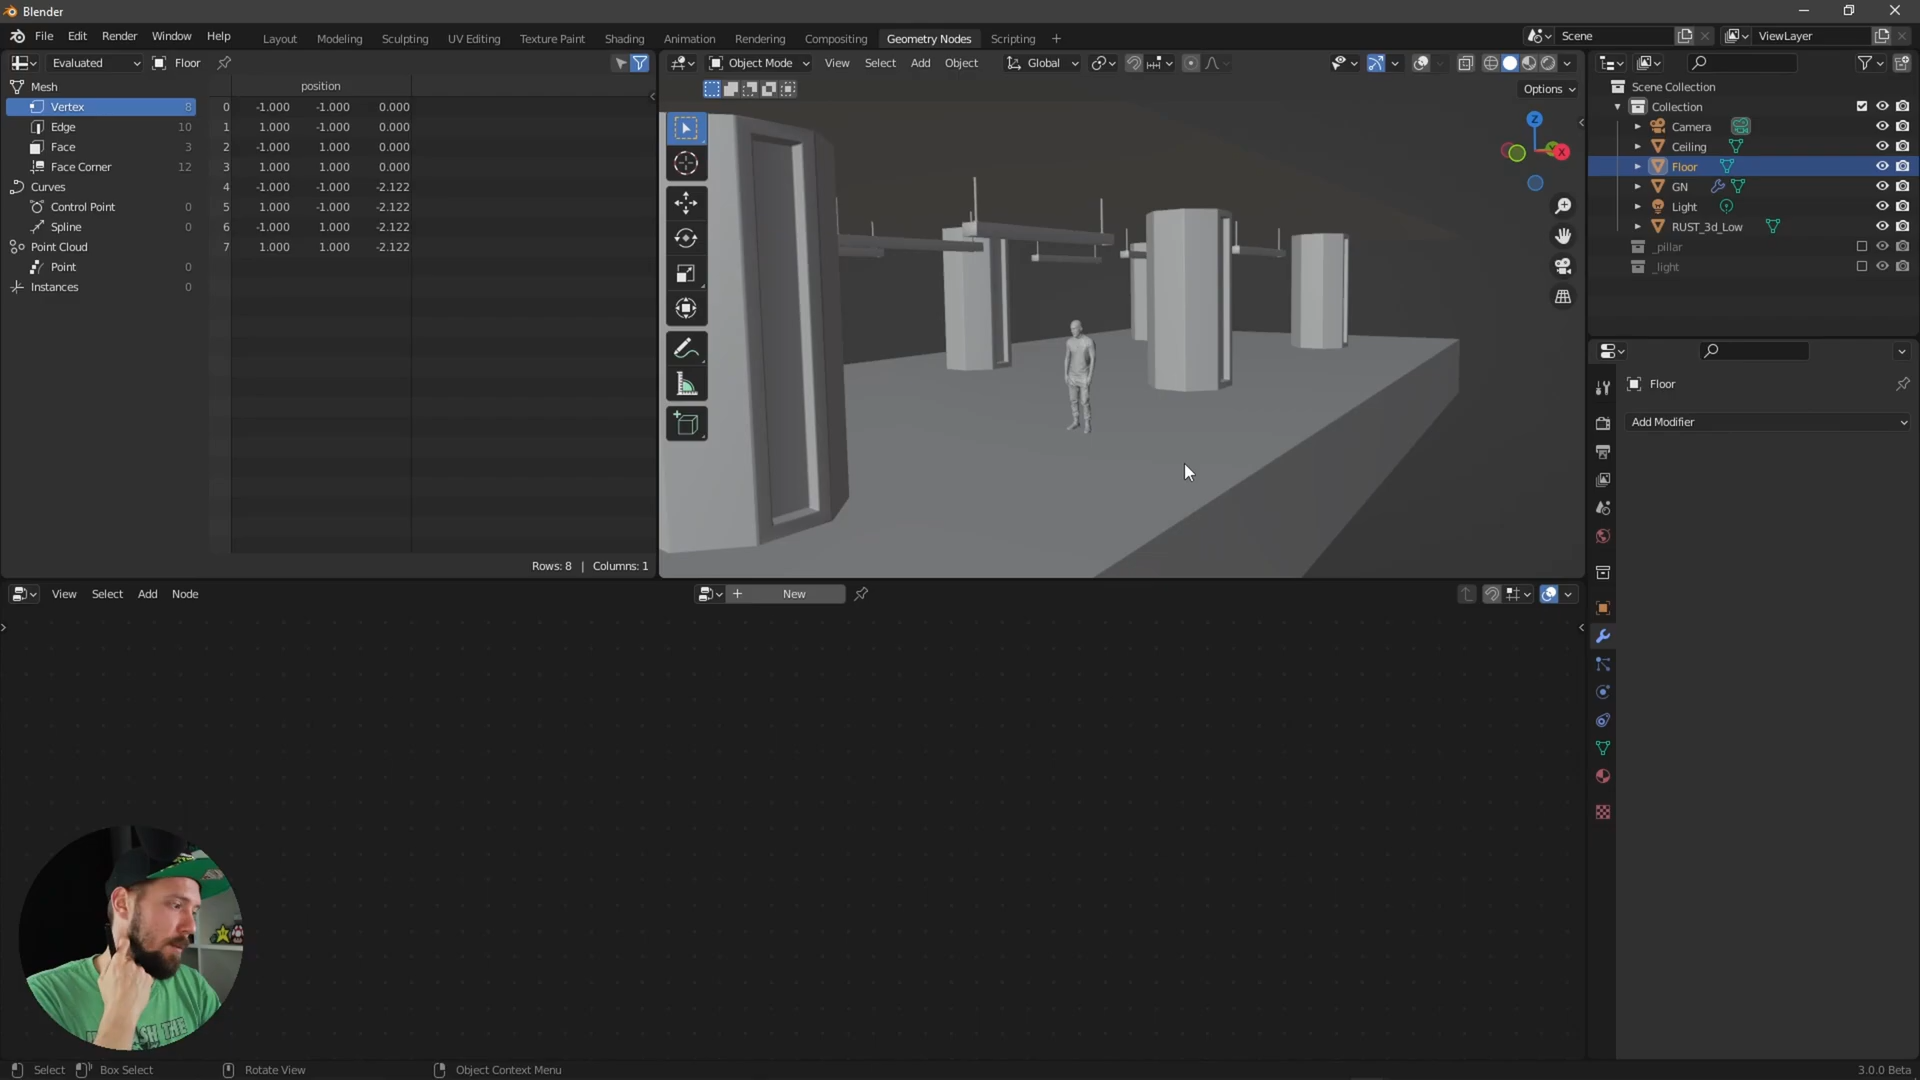 Blender
File Edit Render Window Help
Layout Modeling Sculpting UV Editing Texture Paint Shading Animation Rendering Compositing Geometry Nodes Scripting +
Scene
ViewLayer
Evaluated
Floor
Object Mode View Select Add Object
Global
Options
Mesh
Vertex 8
Edge 10
Face 3
Face Corner 12
Curves
Control Point 0
Spline 0
Point Cloud
Point 0
Instances 0
position
0 -1.000 -1.000 0.000
1 1.000 -1.000 0.000
2 -1.000 1.000 0.000
3 1.000 1.000 0.000
4 -1.000 -1.000 -2.122
5 1.000 -1.000 -2.122
6 -1.000 1.000 -2.122
7 1.000 1.000 -2.122
Rows: 8 | Columns: 1
Z
X
Scene Collection
Collection
Camera
Ceiling
Floor
GN
Light
RUST_3d_Low
_pillar
_light
Floor
Add Modifier
View Select Add Node
New
Select Box Select Rotate View Object Context Menu
3.0.0 Beta